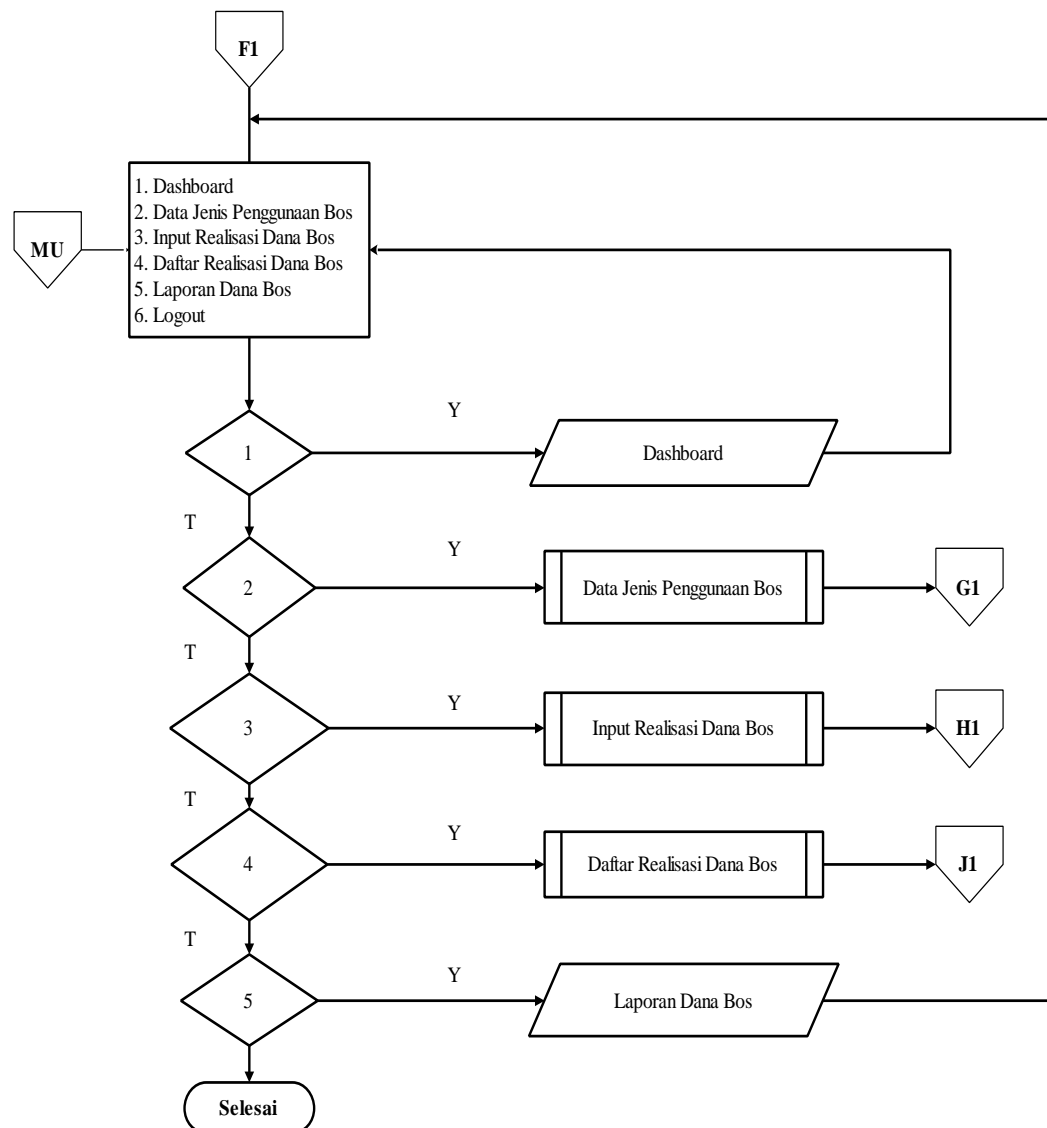 F1
1. Dashboard
2. Data Jenis Penggunaan Bos
3. Input Realisasi Dana Bos
4. Daftar Realisasi Dana Bos
5. Laporan Dana Bos
6. Logout
MU
1
Y
Dashboard
T
2
Y
Data Jenis Penggunaan Bos
G1
T
3
Y
Input Realisasi Dana Bos
H1
T
4
Y
Daftar Realisasi Dana Bos
J1
T
5
Y
Laporan Dana Bos
Selesai